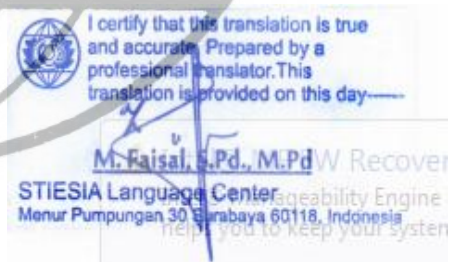 I certify that this translation is true
and accurate. Prepared by a
professional translator. This
translation is provided on this day------
M. Faisal, S.Pd., M.Pd
STIESIA Language Center
Menur Pumpungan 30 Surabaya 60118, Indonesia
W Recover
ageability Engine
help you to keep your system